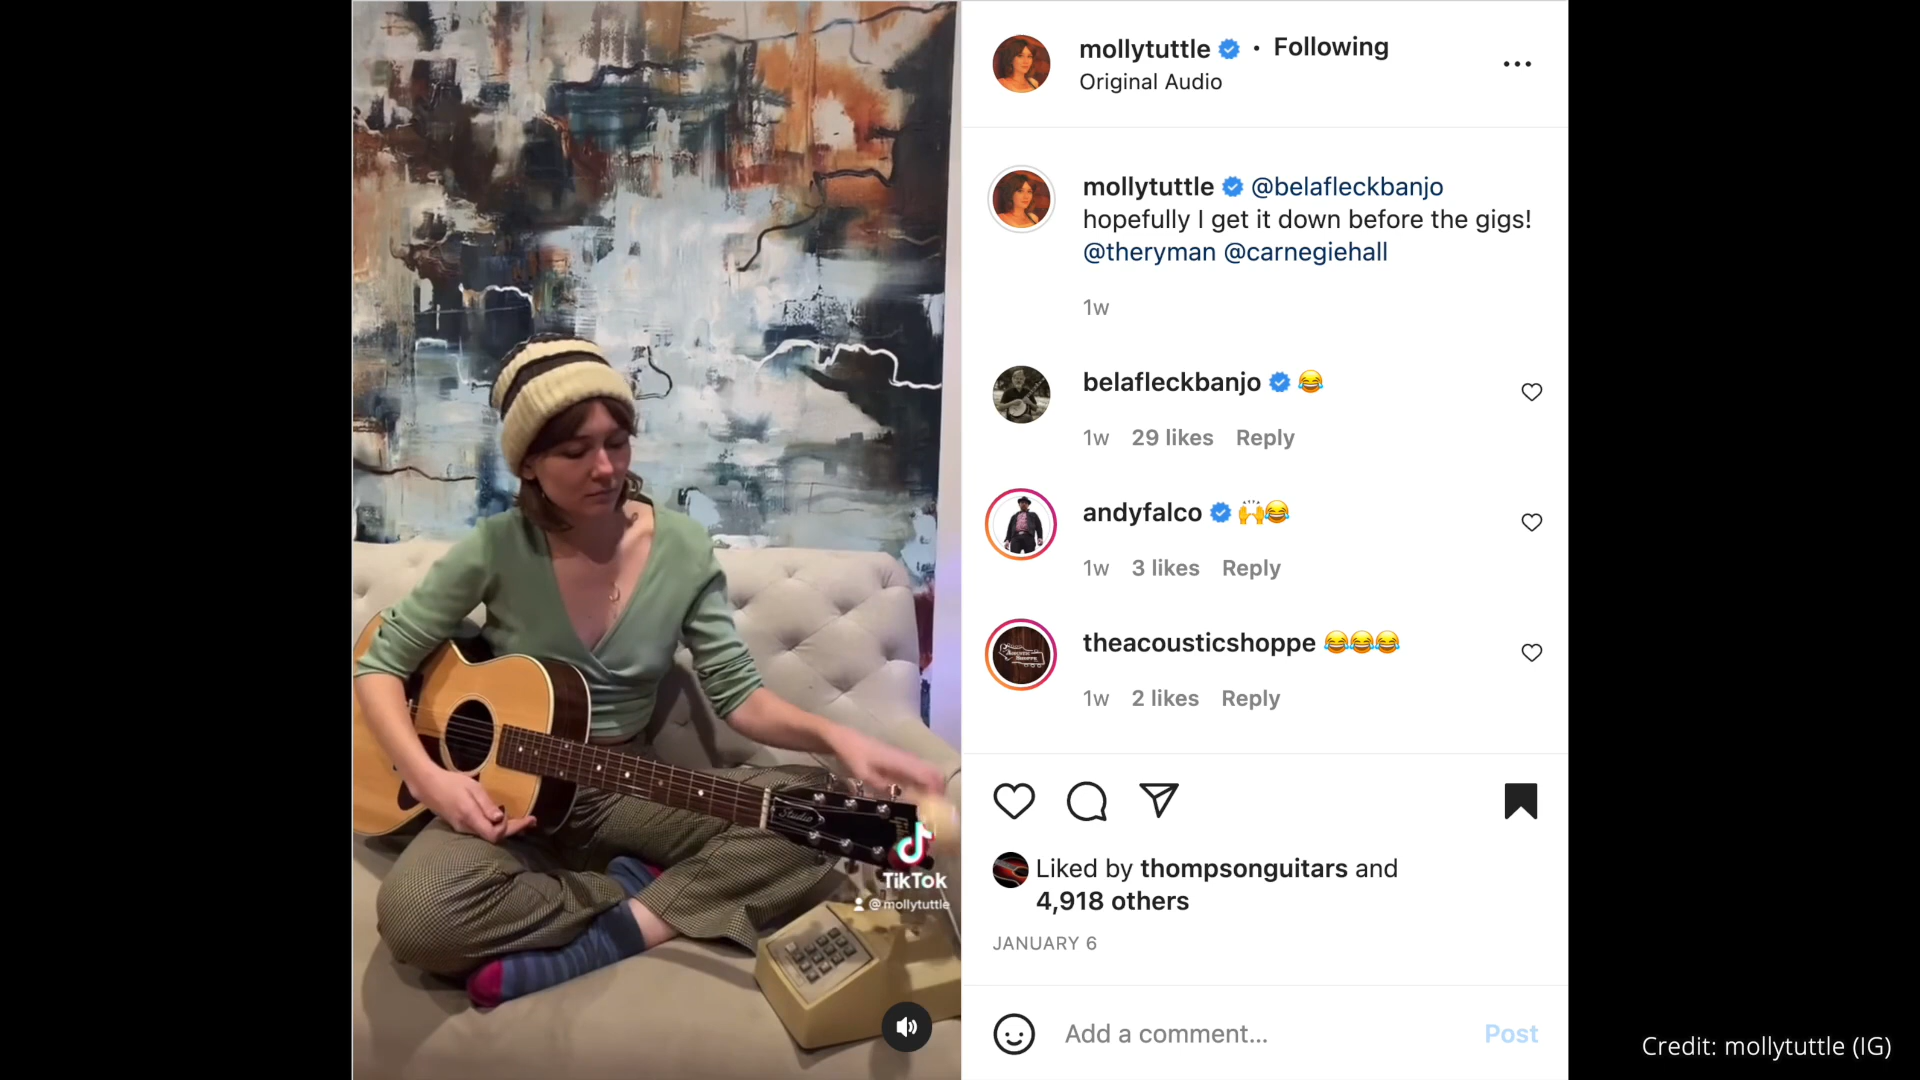 mollytuttle • Following
Original Audio
mollytuttle @belafleckbanjo
hopefully I get it down before the gigs!
@theryman @carnegiehall
1w
belafleckbanjo 😂
1w 29 likes Reply
andyfalco 🙌😂
1w 3 likes Reply
theacousticshoppe 😂😂😂
1w 2 likes Reply
Liked by thompsonguitars and
4,918 others
JANUARY 6
Add a comment... Post
Studio
TikTok
@mollytuttle
Credit: mollytuttle (IG)